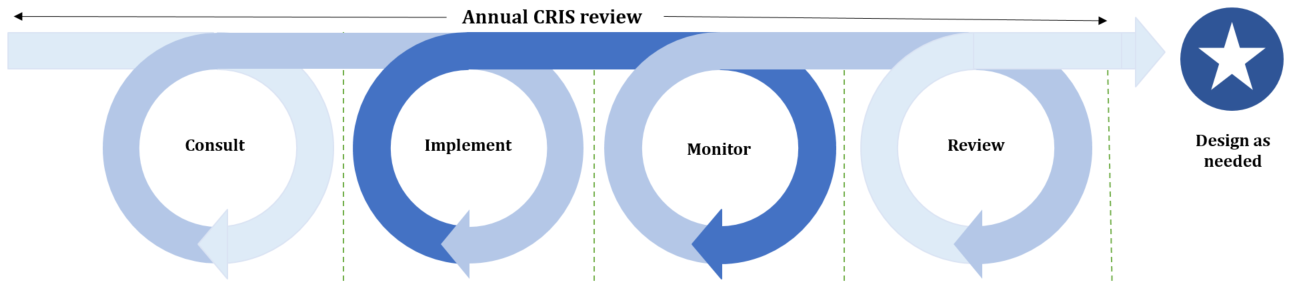 Annual CRIS review
Consult
Implement
Monitor
Review
Design as
needed